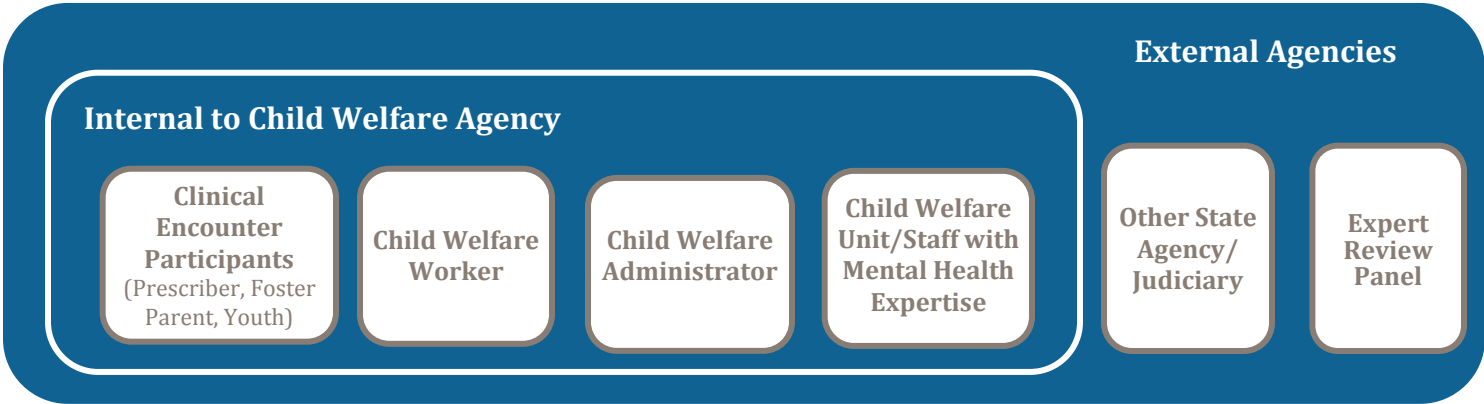 External Agencies
Internal to Child Welfare Agency
Clinical
Encounter
Participants
(Prescriber, Foster
Parent, Youth)
Child Welfare
Worker
Child Welfare
Administrator
Child Welfare
Unit/Staff with
Mental Health
Expertise
Other State
Agency/
Judiciary
Expert
Review
Panel